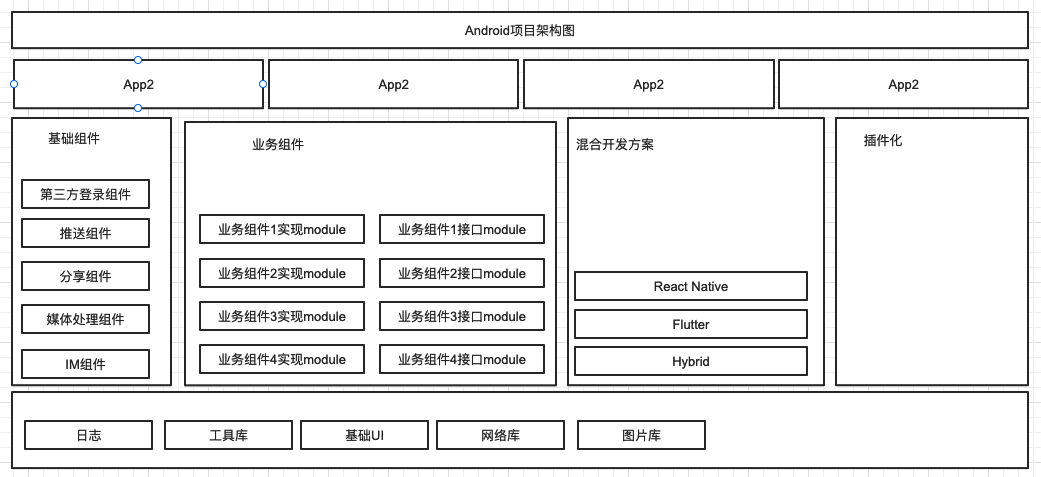 Android项目架构图
App2
App2
App2
App2
基础组件
第三方登录组件
推送组件
分享组件
媒体处理组件
IM组件
业务组件
业务组件1实现module
业务组件1接口module
业务组件2实现module
业务组件2接口module
业务组件3实现module
业务组件3接口module
业务组件4实现module
业务组件4接口module
混合开发方案
React Native
Flutter
Hybrid
插件化
日志
工具库
基础UI
网络库
图片库